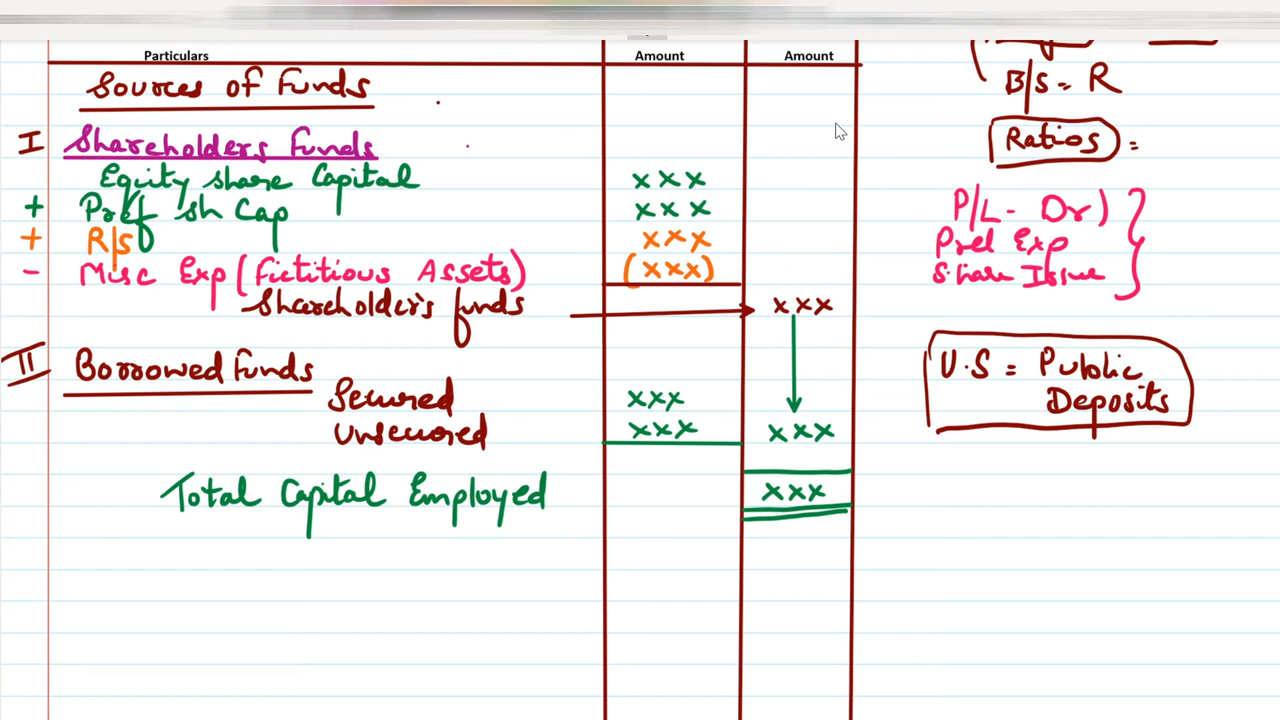 Particulars Amount Amount
Sources of Funds
I Shareholders Funds
Equity Share Capital xxx
+ Pref sh Cap xxx
+ R/s xxx
- Misc Exp (Fictitious Assets) (xxx)
Shareholder's funds xxx
II Borrowed Funds
Secured xxx
Unsecured xxx xxx
Total Capital Employed xxx
B/S = R
Ratios =
P/L - Dr)
Prel Exp
Share Issue
U.S = Public
Deposits